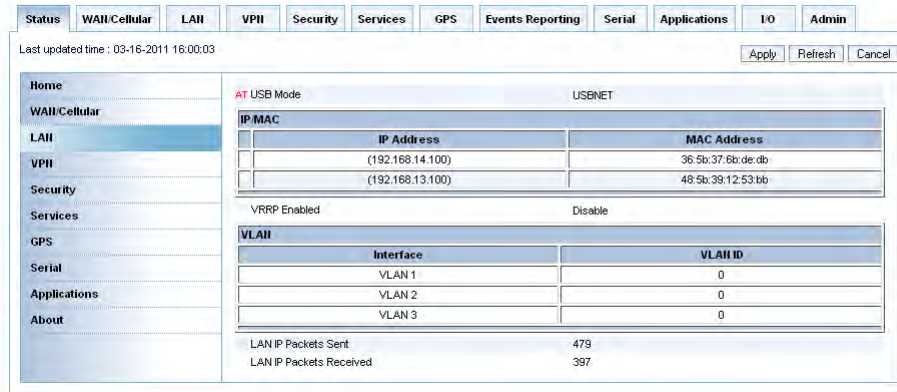 Status WAN/Cellular LAN VPN Security Services GPS Events Reporting Serial Applications I/O Admin
Last updated time : 03-16-2011 16:00:03
Apply Refresh Cancel
Home
WAN/Cellular
LAN
VPN
Security
Services
GPS
Serial
Applications
About
AT USB Mode USBNET
IP/MAC
IP Address MAC Address
(192.168.14.100) 36:5b:37:6b:de:db
(192.168.13.100) 48:5b:39:12:53:bb
VRRP Enabled Disable
VLAN
Interface VLAN ID
VLAN 1 0
VLAN 2 0
VLAN 3 0
LAN IP Packets Sent 479
LAN IP Packets Received 397